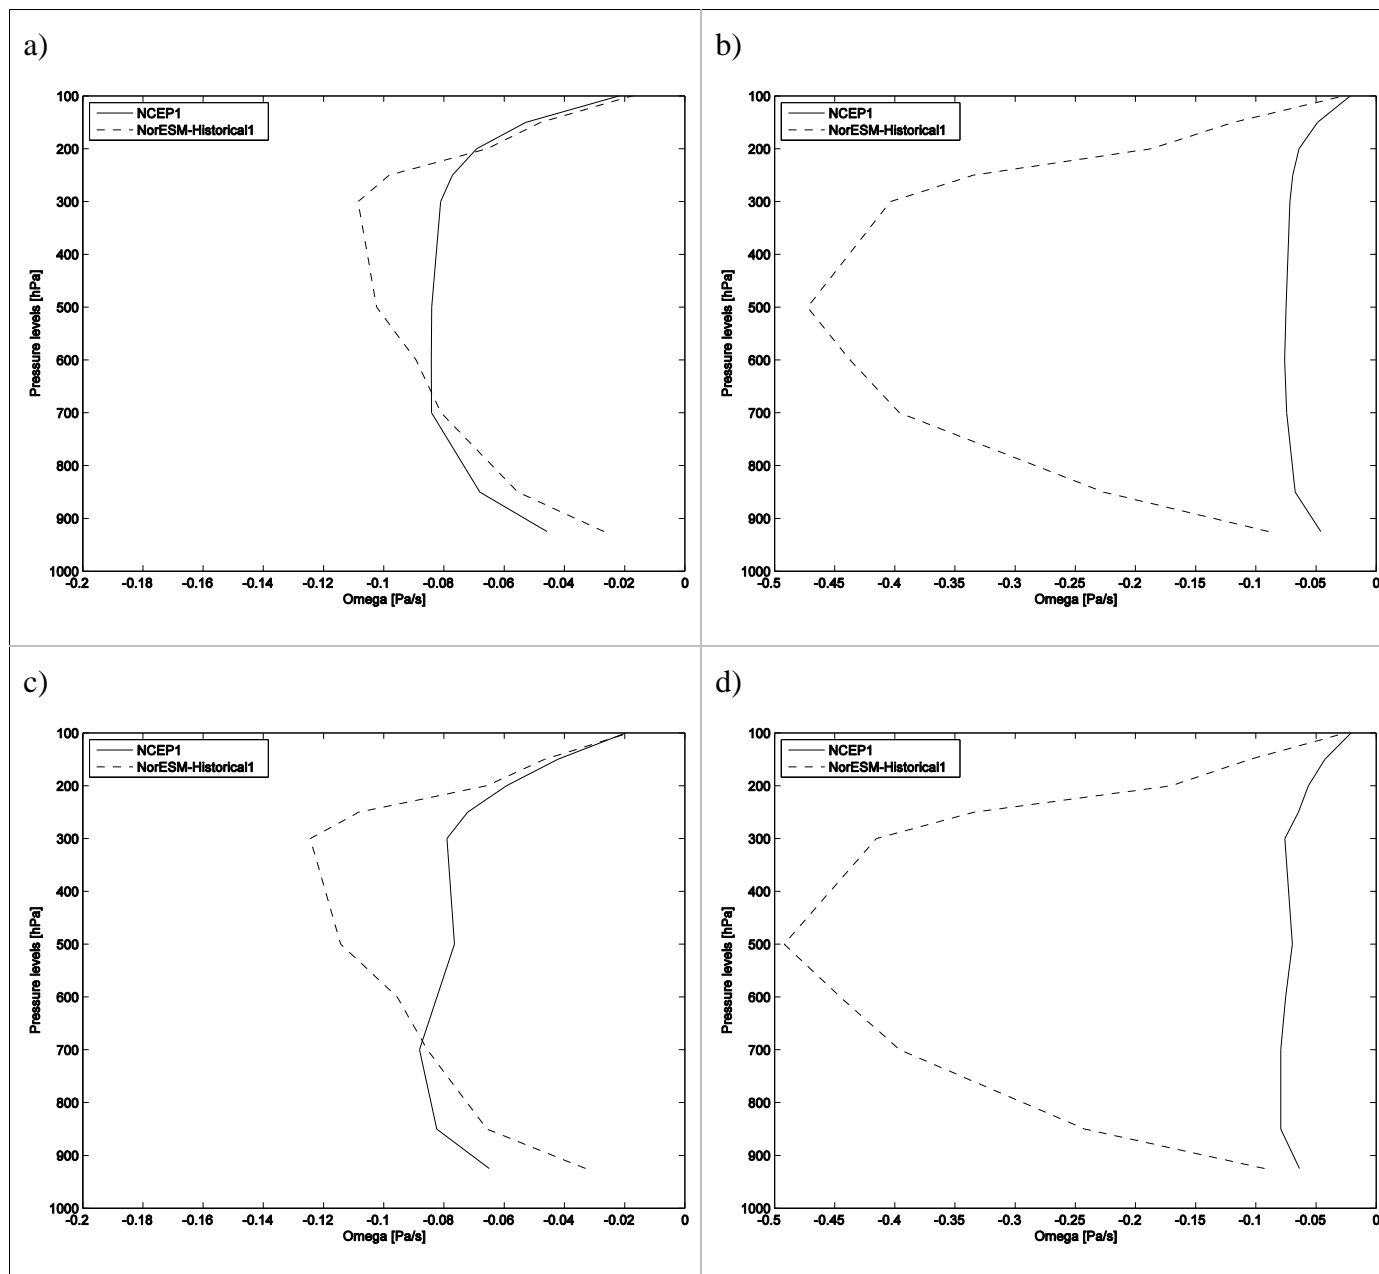 a)
NCEP1
NorESM-Historical1
100
200
300
400
500
600
700
800
900
1000
Pressure levels [hPa]
-0.2 -0.18 -0.16 -0.14 -0.12 -0.1 -0.08 -0.06 -0.04 -0.02 0
Omega [Pa/s]
b)
NCEP1
NorESM-Historical1
100
200
300
400
500
600
700
800
900
1000
Pressure levels [hPa]
-0.5 -0.45 -0.4 -0.35 -0.3 -0.25 -0.2 -0.15 -0.1 -0.05 0
Omega [Pa/s]
c)
NCEP1
NorESM-Historical1
100
200
300
400
500
600
700
800
900
1000
Pressure levels [hPa]
-0.2 -0.18 -0.16 -0.14 -0.12 -0.1 -0.08 -0.06 -0.04 -0.02 0
Omega [Pa/s]
d)
NCEP1
NorESM-Historical1
100
200
300
400
500
600
700
800
900
1000
Pressure levels [hPa]
-0.5 -0.45 -0.4 -0.35 -0.3 -0.25 -0.2 -0.15 -0.1 -0.05 0
Omega [Pa/s]